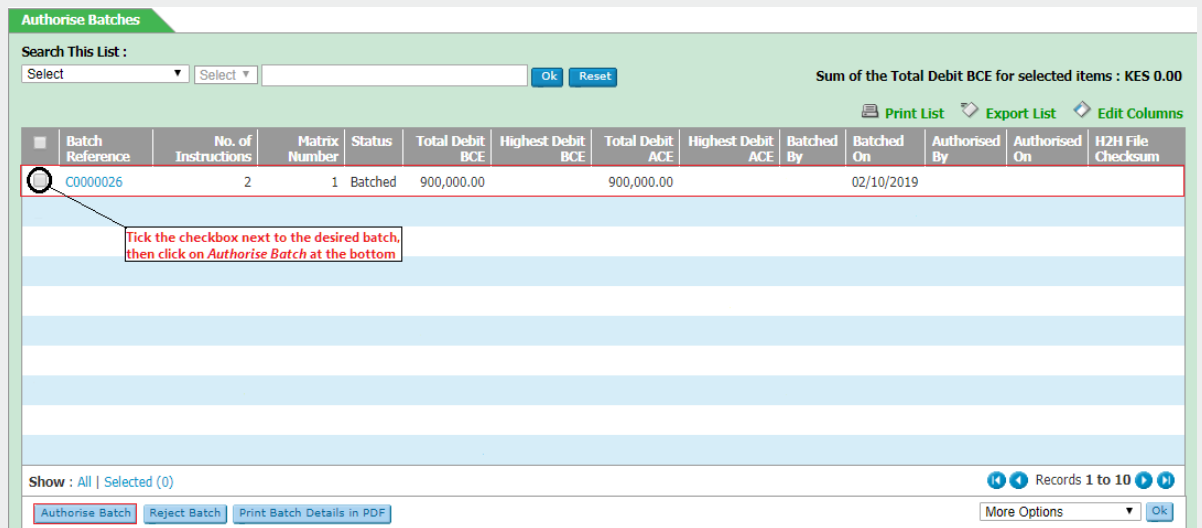 Authorise Batches
Search This List :
Select Select Ok Reset Sum of the Total Debit BCE for selected items : KES 0.00
Print List Export List Edit Columns
Batch Reference No. of Instructions Matrix Number Status Total Debit BCE Highest Debit BCE Total Debit ACE Highest Debit ACE Batched By Batched On Authorised By Authorised On H2H File Checksum
C0000026 2 1 Batched 900,000.00 900,000.00 02/10/2019
Tick the checkbox next to the desired batch,
then click on Authorise Batch at the bottom
Show : All | Selected (0) Records 1 to 10
Authorise Batch Reject Batch Print Batch Details in PDF More Options Ok